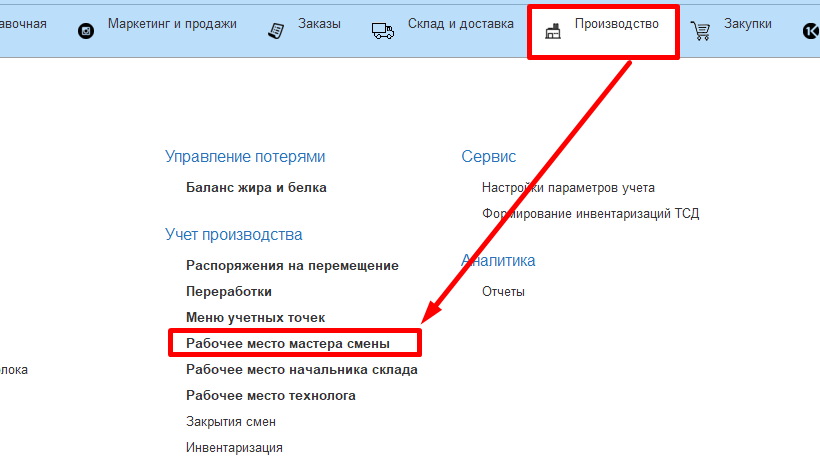 авочная
Маркетинг и продажи
Заказы
Склад и доставка
Производство
Закупки
Управление потерями
Баланс жира и белка
Учет производства
Распоряжения на перемещение
Переработки
Меню учетных точек
Рабочее место мастера смены
Рабочее место начальника склада
Рабочее место технолога
Закрытия смен
Инвентаризация
Сервис
Настройки параметров учета
Формирование инвентаризаций ТСД
Аналитика
Отчеты
лока